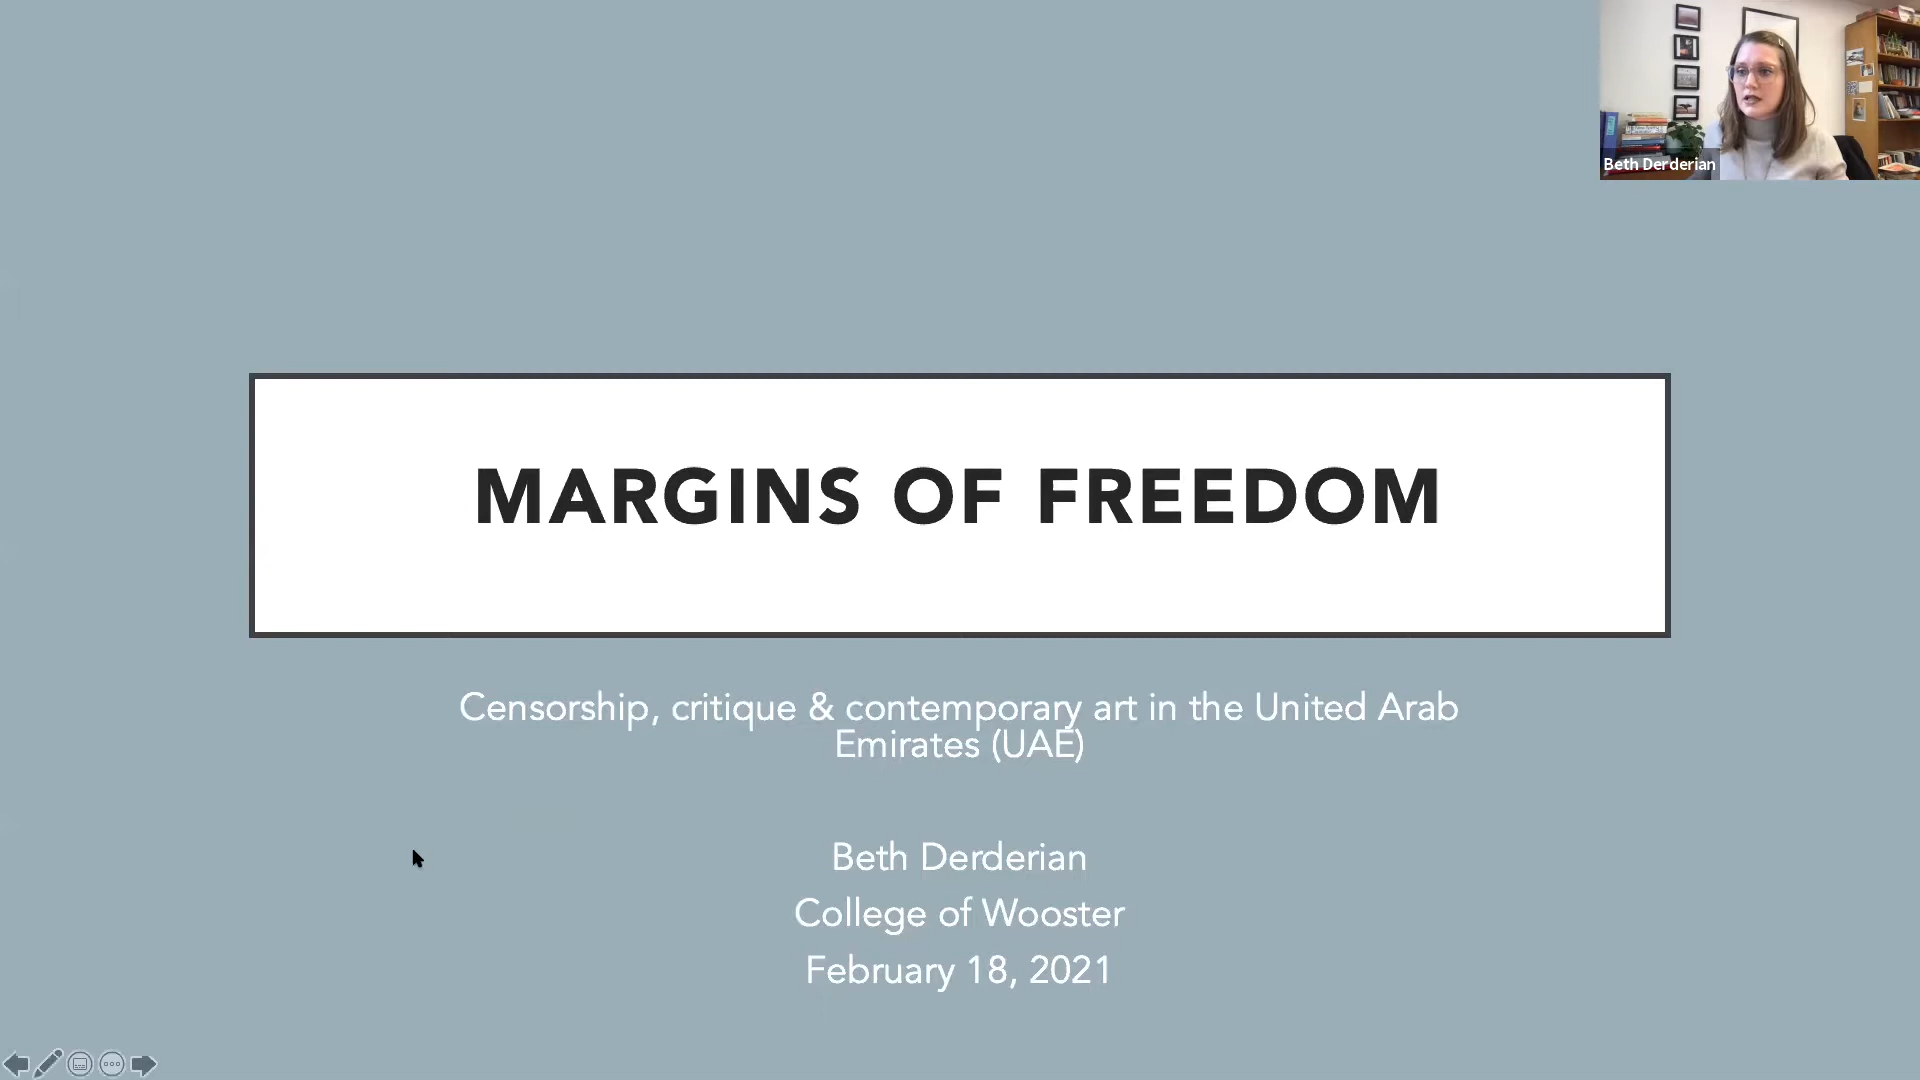 Beth Derderian
MARGINS OF FREEDOM
Censorship, critique & contemporary art in the United Arab
Emirates (UAE)
Beth Derderian
College of Wooster
February 18, 2021